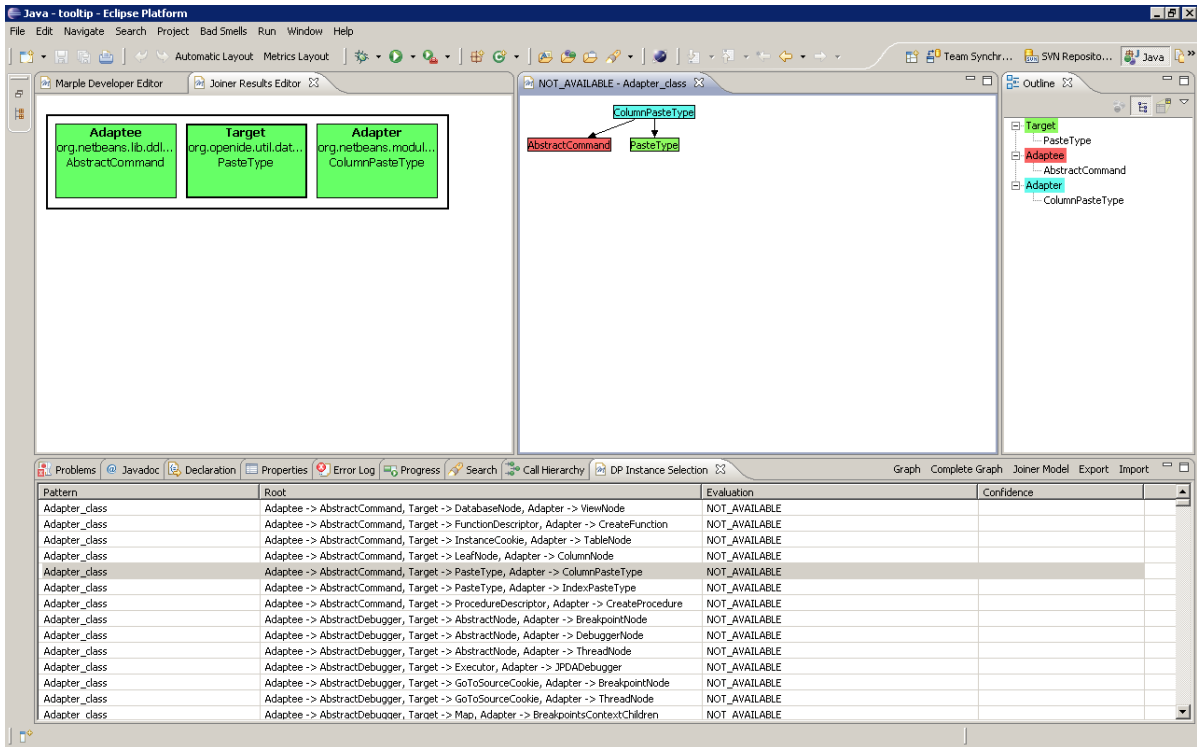 Java - tooltip - Eclipse Platform
File Edit Navigate Search Project Bad Smells Run Window Help
Automatic Layout Metrics Layout Team Synchr... SVN Reposito... Java
Marple Developer Editor Joiner Results Editor
Adaptee
org.netbeans.lib.ddl...
AbstractCommand
Target
org.openide.util.dat...
PasteType
Adapter
org.netbeans.modul...
ColumnPasteType
NOT_AVAILABLE - Adapter_class
ColumnPasteType
AbstractCommand PasteType
Outline
Target
PasteType
Adaptee
AbstractCommand
Adapter
ColumnPasteType
Problems Javadoc Declaration Properties Error Log Progress Search Call Hierarchy DP Instance Selection Graph Complete Graph Joiner Model Export Import
Pattern Root Evaluation Confidence
Adapter_class Adaptee -> AbstractCommand, Target -> DatabaseNode, Adapter -> ViewNode NOT_AVAILABLE
Adapter_class Adaptee -> AbstractCommand, Target -> FunctionDescriptor, Adapter -> CreateFunction NOT_AVAILABLE
Adapter_class Adaptee -> AbstractCommand, Target -> InstanceCookie, Adapter -> TableNode NOT_AVAILABLE
Adapter_class Adaptee -> AbstractCommand, Target -> LeafNode, Adapter -> ColumnNode NOT_AVAILABLE
Adapter_class Adaptee -> AbstractCommand, Target -> PasteType, Adapter -> ColumnPasteType NOT_AVAILABLE
Adapter_class Adaptee -> AbstractCommand, Target -> PasteType, Adapter -> IndexPasteType NOT_AVAILABLE
Adapter_class Adaptee -> AbstractCommand, Target -> ProcedureDescriptor, Adapter -> CreateProcedure NOT_AVAILABLE
Adapter_class Adaptee -> AbstractDebugger, Target -> AbstractNode, Adapter -> BreakpointNode NOT_AVAILABLE
Adapter_class Adaptee -> AbstractDebugger, Target -> AbstractNode, Adapter -> DebuggerNode NOT_AVAILABLE
Adapter_class Adaptee -> AbstractDebugger, Target -> AbstractNode, Adapter -> ThreadNode NOT_AVAILABLE
Adapter_class Adaptee -> AbstractDebugger, Target -> Executor, Adapter -> JPDADebugger NOT_AVAILABLE
Adapter_class Adaptee -> AbstractDebugger, Target -> GoToSourceCookie, Adapter -> BreakpointNode NOT_AVAILABLE
Adapter_class Adaptee -> AbstractDebugger, Target -> GoToSourceCookie, Adapter -> ThreadNode NOT_AVAILABLE
Adapter_class Adaptee -> AbstractDebugger, Target -> Map, Adapter -> BreakpointsContextChildren NOT_AVAILABLE